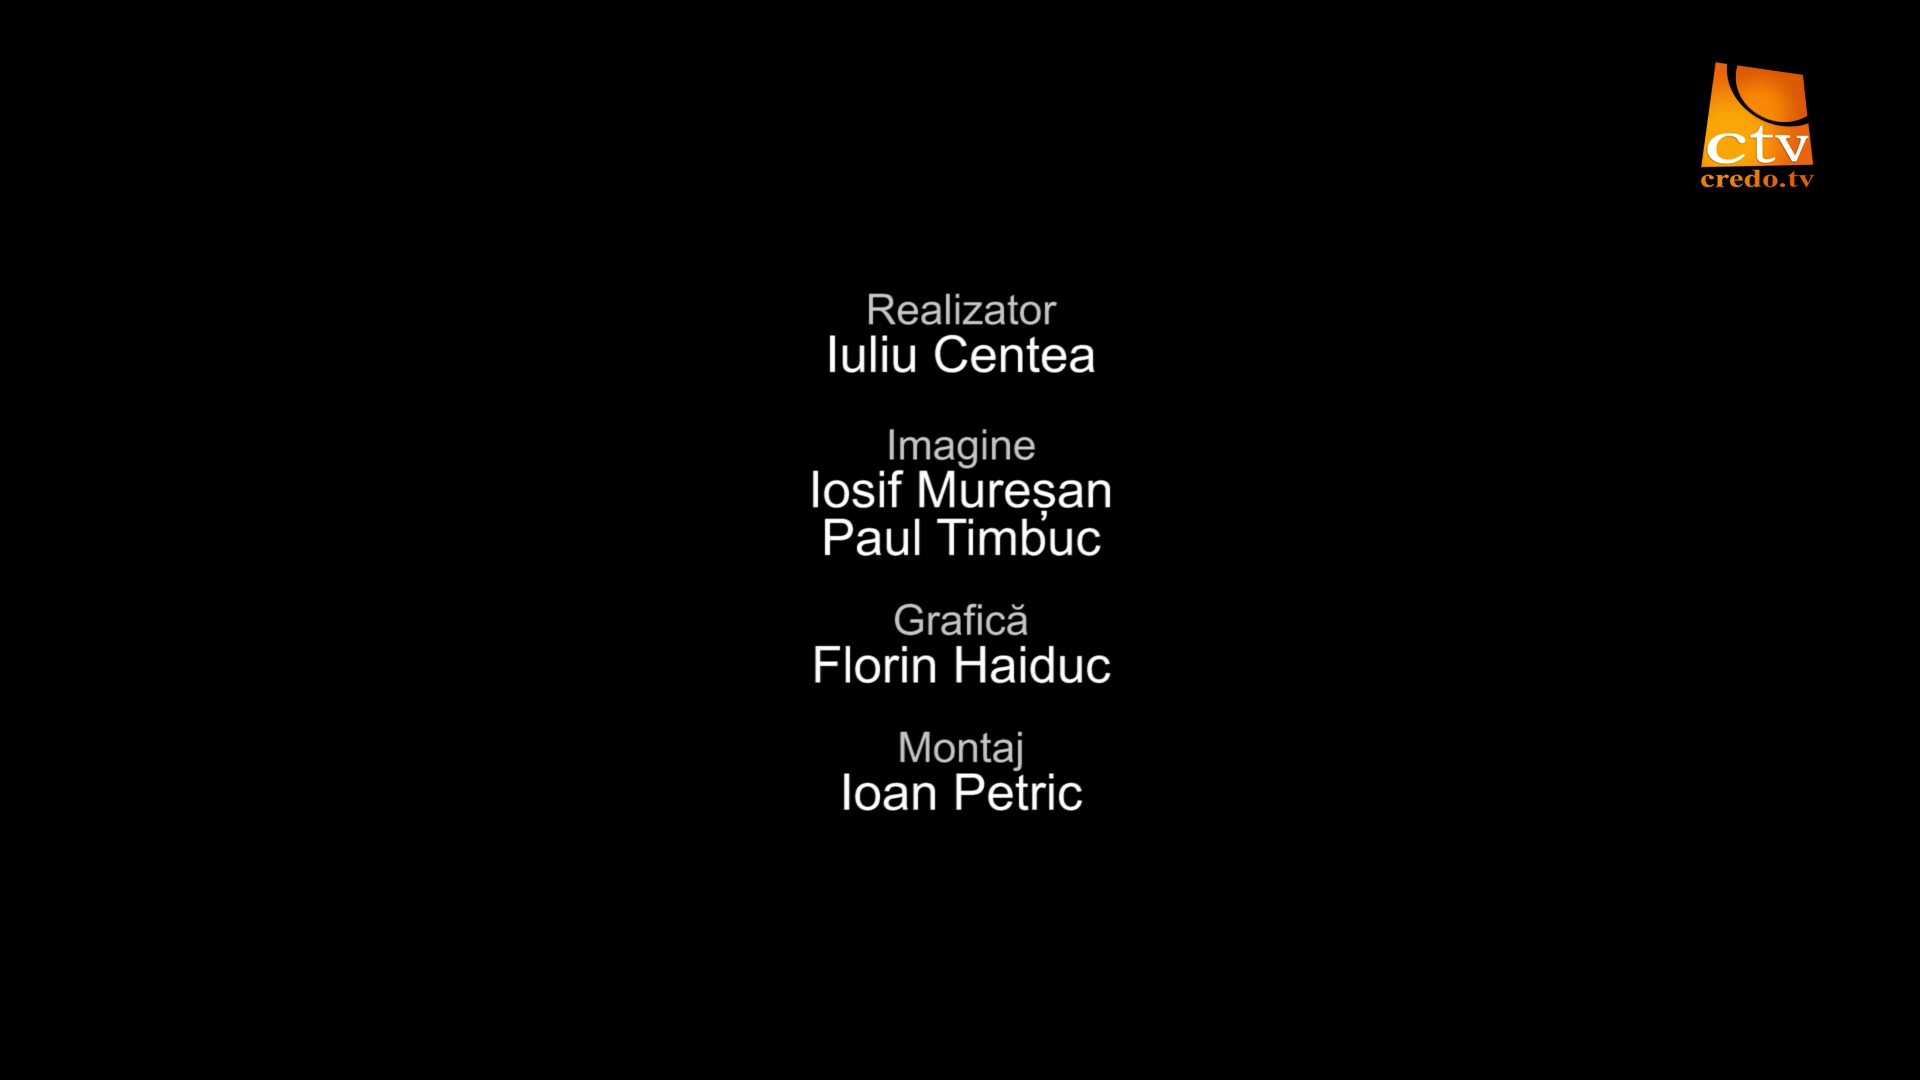 ctv
credo.tv
Realizator
Iuliu Centea
Imagine
Iosif Mureșan
Paul Timbuc
Grafică
Florin Haiduc
Montaj
Ioan Petric